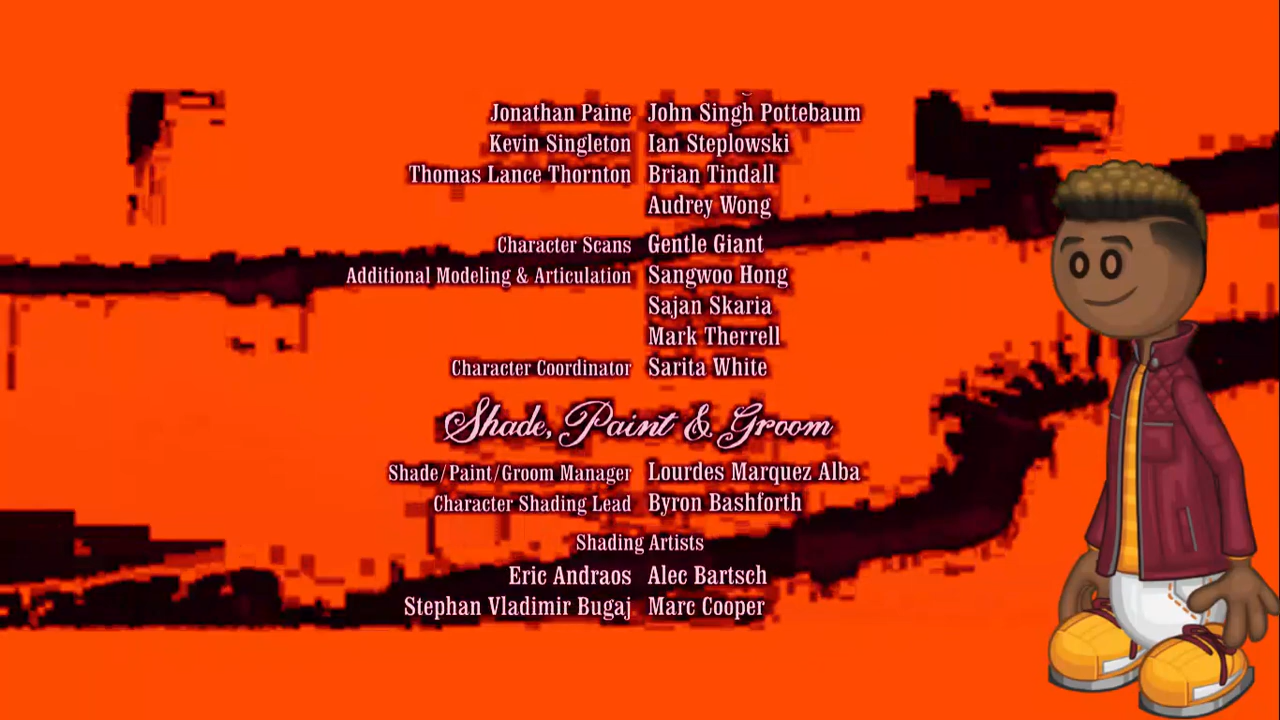 Jonathan Paine John Singh Pottebaum
Kevin Singleton Ian Steplowski
Thomas Lance Thornton Brian Tindall
Audrey Wong
Character Scans Gentle Giant
Additional Modeling & Articulation Sangwoo Hong
Sajan Skaria
Mark Therrell
Character Coordinator Sarita White
Shade, Paint & Groom
Shade/Paint/Groom Manager Lourdes Marquez Alba
Character Shading Lead Byron Bashforth
Shading Artists
Eric Andraos Alec Bartsch
Stephan Vladimir Bugaj Marc Cooper